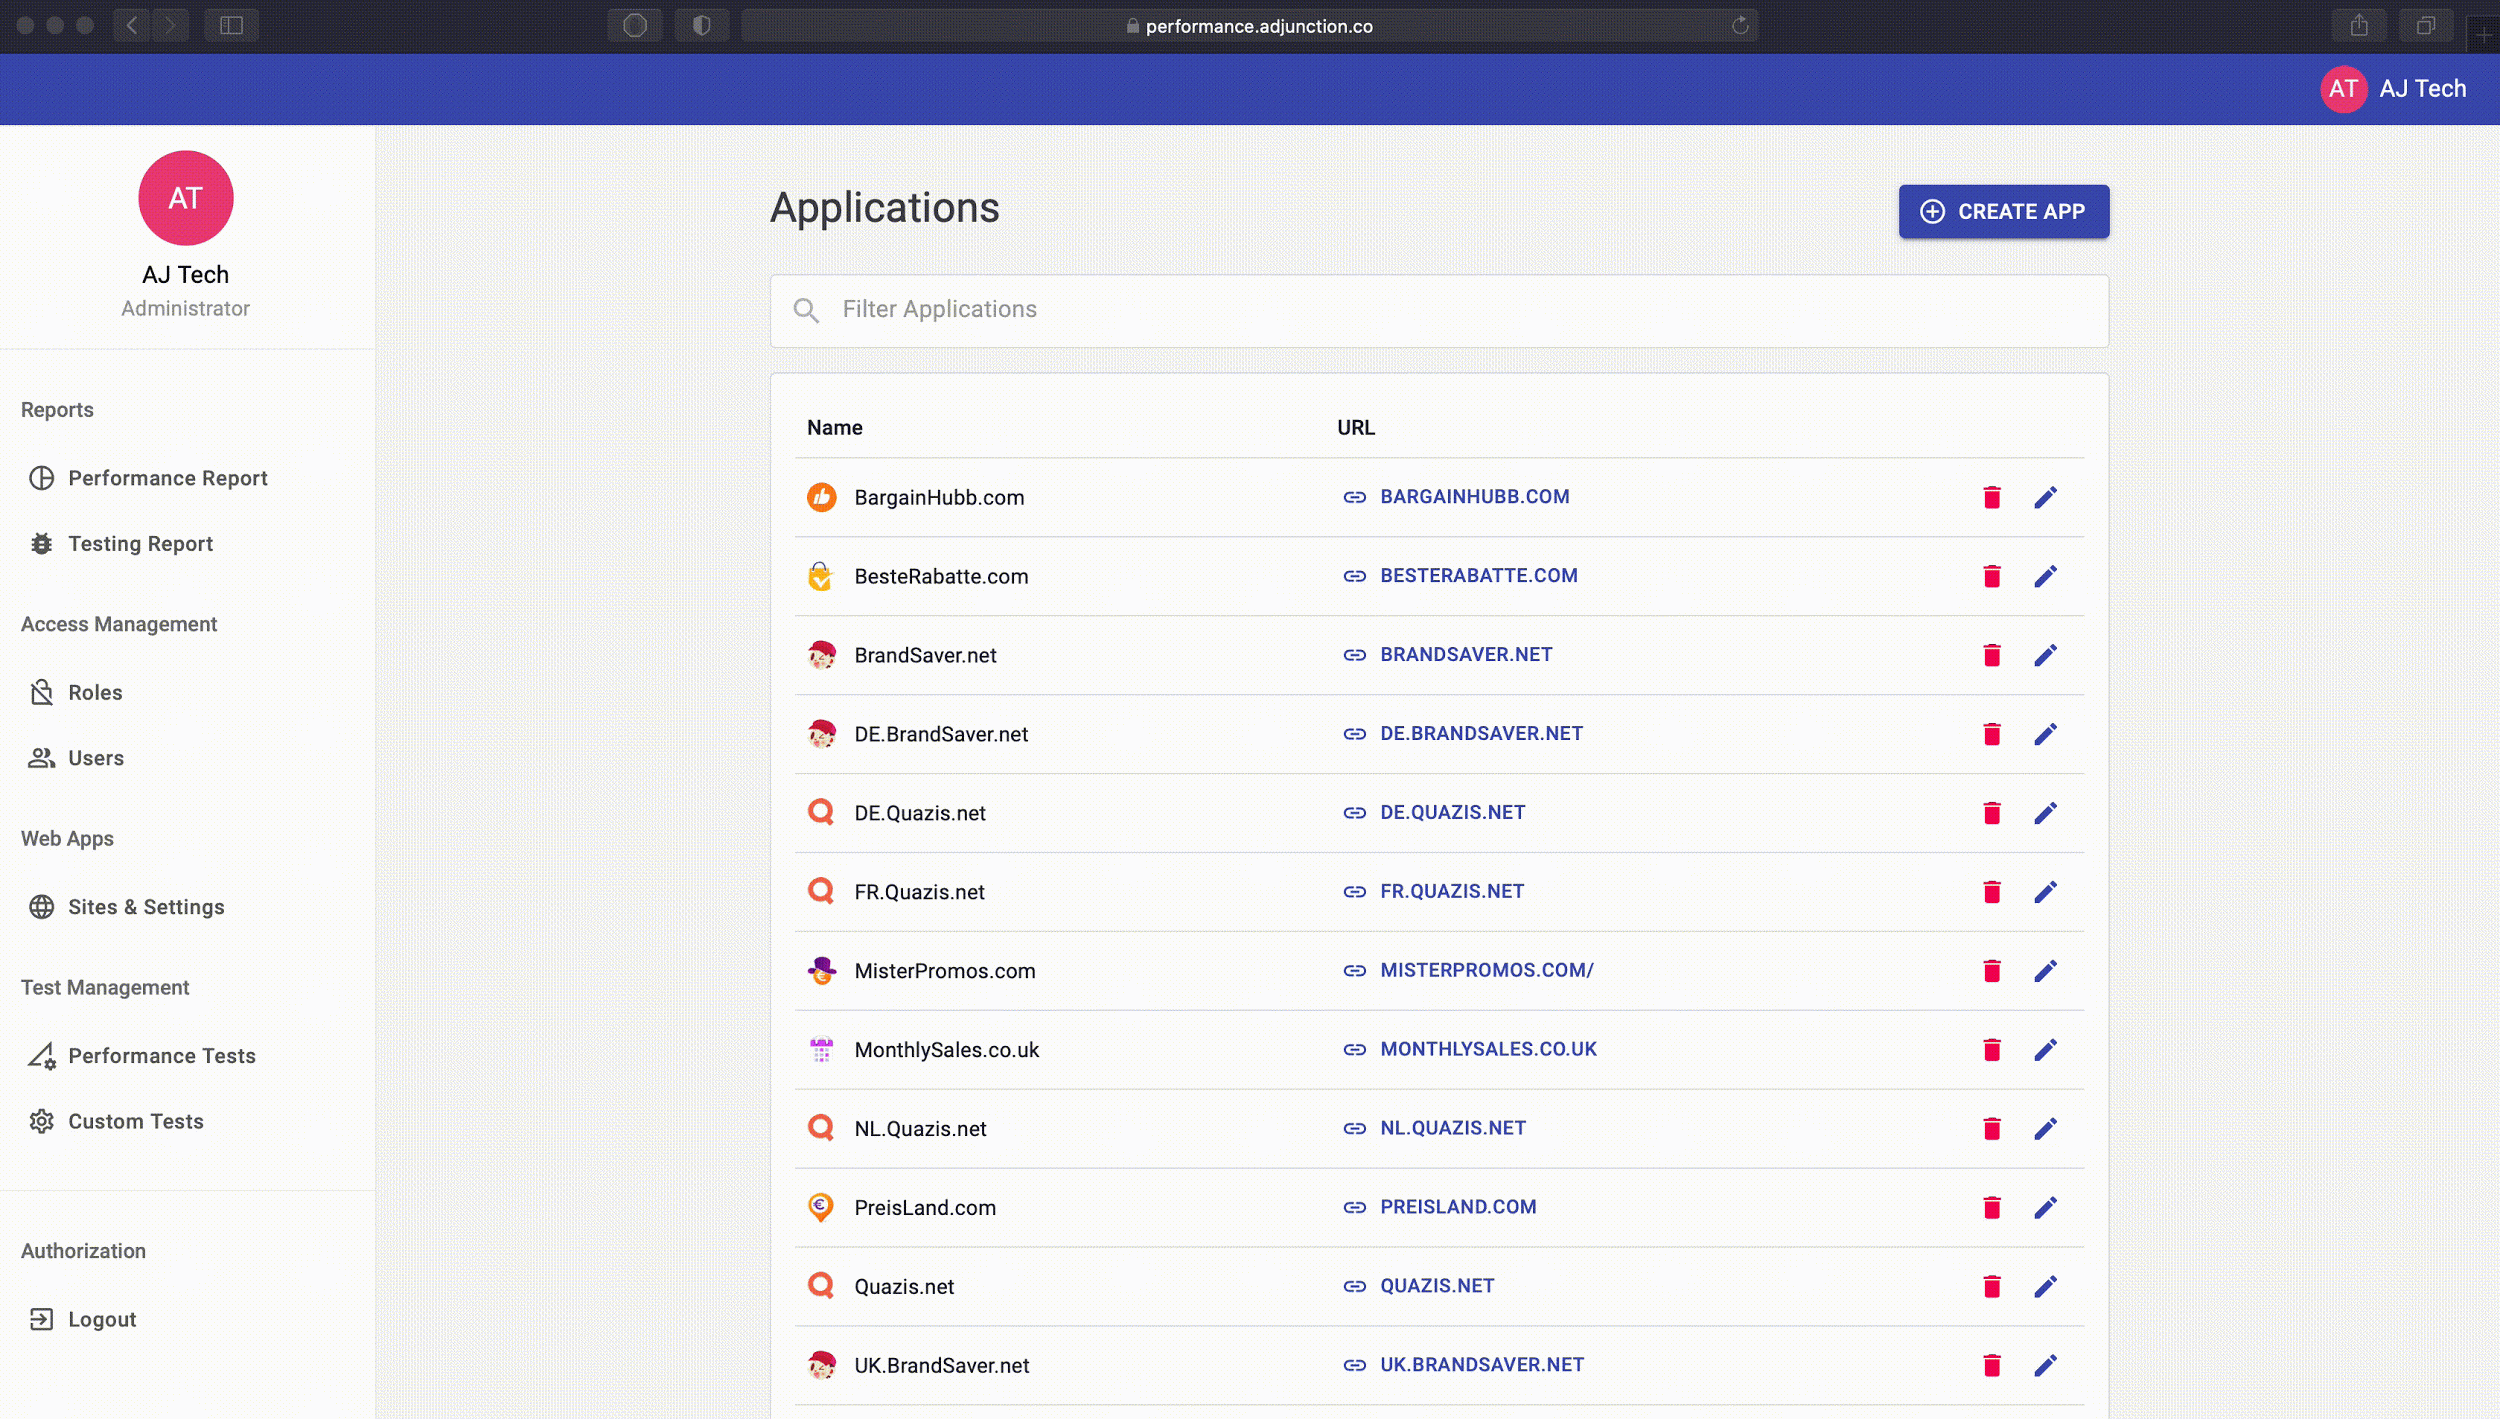 performance.adjunction.co
AT AJ Tech
AT
AJ Tech
Administrator
Reports
Performance Report
Testing Report
Access Management
Roles
Users
Web Apps
Sites & Settings
Test Management
Performance Tests
Custom Tests
Authorization
Logout
Applications
CREATE APP
Filter Applications
Name URL
BargainHubb.com BARGAINHUBB.COM
BesteRabatte.com BESTERABATTE.COM
BrandSaver.net BRANDSAVER.NET
DE.BrandSaver.net DE.BRANDSAVER.NET
DE.Quazis.net DE.QUAZIS.NET
FR.Quazis.net FR.QUAZIS.NET
MisterPromos.com MISTERPROMOS.COM/
MonthlySales.co.uk MONTHLYSALES.CO.UK
NL.Quazis.net NL.QUAZIS.NET
PreisLand.com PREISLAND.COM
Quazis.net QUAZIS.NET
UK.BrandSaver.net UK.BRANDSAVER.NET